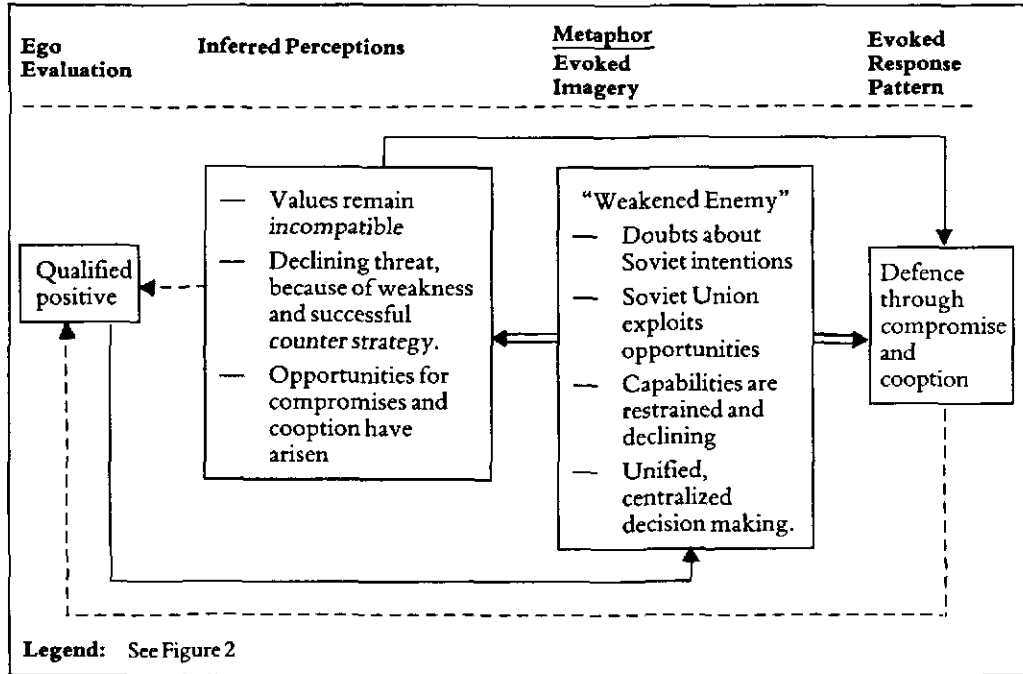 Ego
Evaluation
Inferred Perceptions
Metaphor
Evoked
Imagery
Evoked
Response
Pattern
Qualified
positive
— Values remain
incompatible
— Declining threat,
because of weakness
and successful
counter strategy.
— Opportunities for
compromises and
cooption have
arisen
“Weakened Enemy”
— Doubts about
Soviet intentions
— Soviet Union
exploits
opportunities
— Capabilities are
restrained and
declining
— Unified,
centralized
decision making.
Defence
through
compromise
and
cooption
Legend: See Figure 2